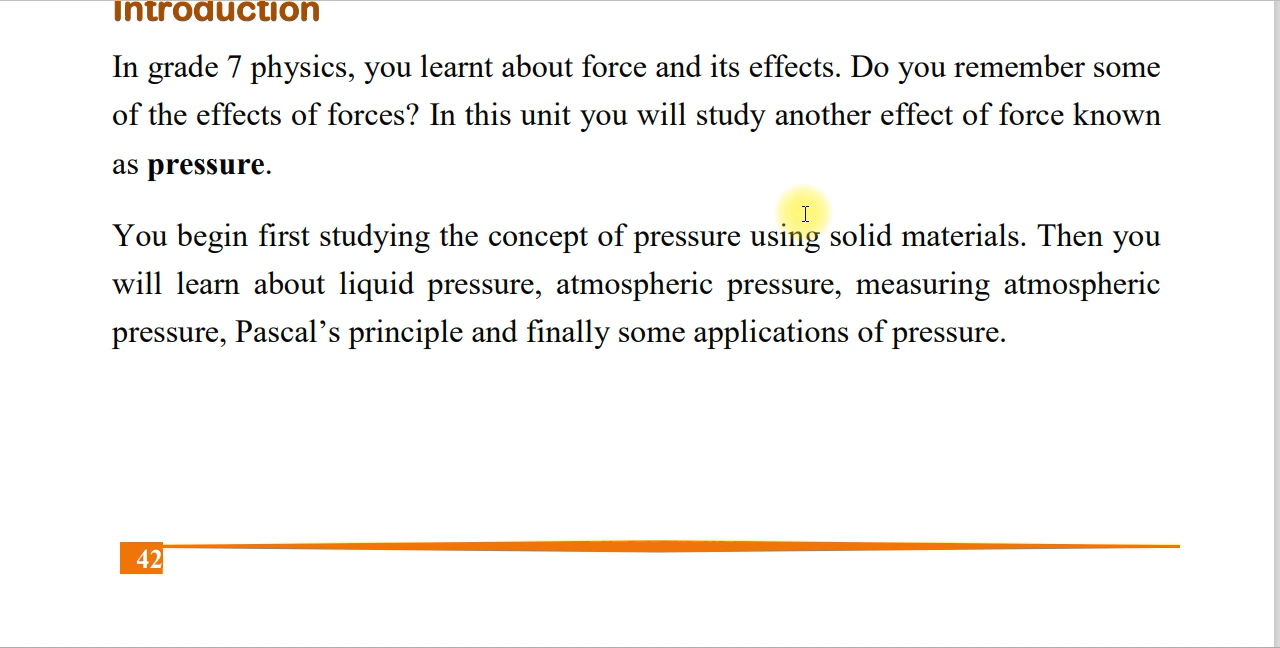 Introduction
In grade 7 physics, you learnt about force and its effects. Do you remember some
of the effects of forces? In this unit you will study another effect of force known
as pressure.
You begin first studying the concept of pressure using solid materials. Then you
will learn about liquid pressure, atmospheric pressure, measuring atmospheric
pressure, Pascal’s principle and finally some applications of pressure.
42